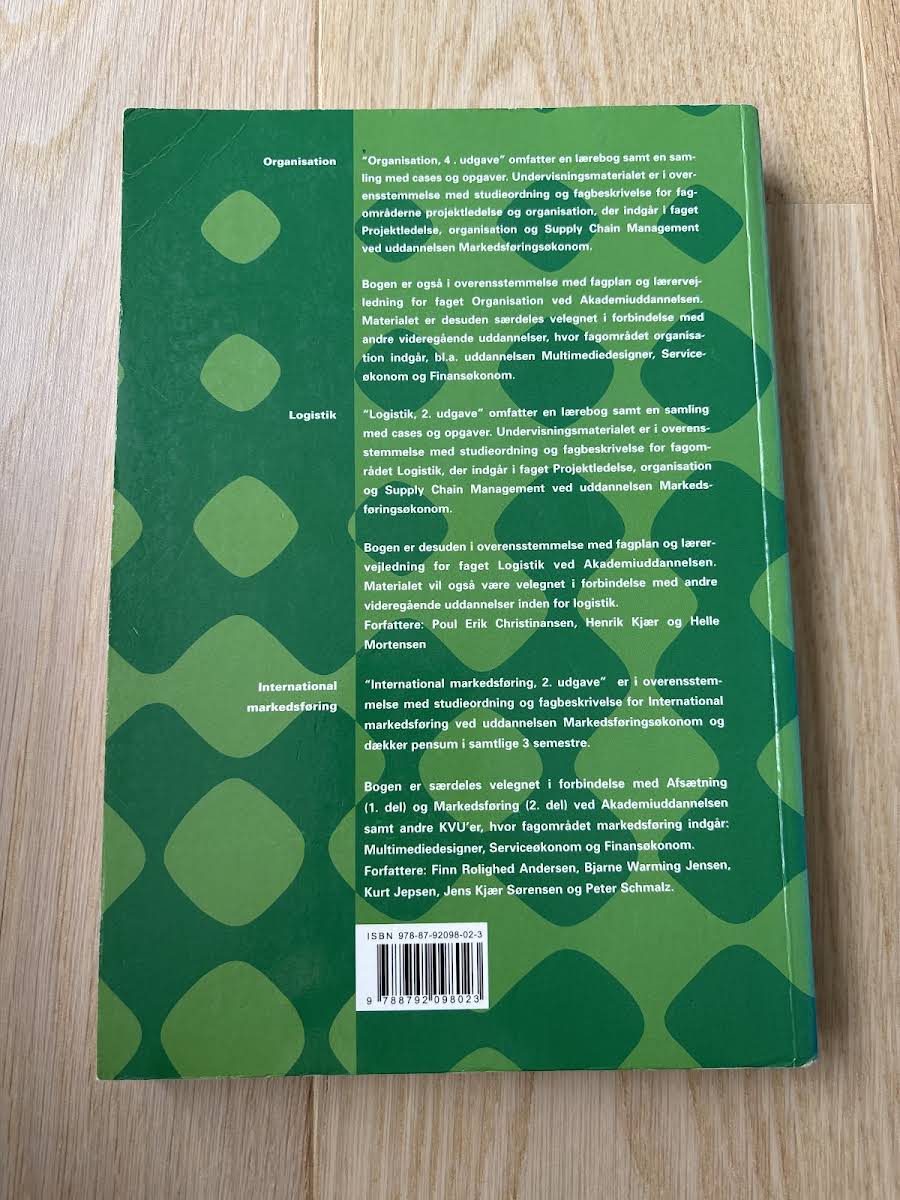 Organisation
"Organisation, 4 . udgave" omfatter en lærebog samt en sam-
ling med cases og opgaver. Undervisningsmaterialet er i over-
ensstemmelse med studieordning og fagbeskrivelse for fag-
områderne projektledelse og organisation, der indgår i faget
Projektledelse, organisation og Supply Chain Management
ved uddannelsen Markedsføringsøkonom.
Bogen er også i overensstemmelse med fagplan og lærervej-
ledning for faget Organisation ved Akademiuddannelsen.
Materialet er desuden særdeles velegnet i forbindelse med
andre videregående uddannelser, hvor fagområdet organisa-
tion indgår, bl.a. uddannelsen Multimediedesigner, Service-
økonom og Finansøkonom.
Logistik
"Logistik, 2. udgave" omfatter en lærebog samt en samling
med cases og opgaver. Undervisningsmaterialet er i overens-
stemmelse med studieordning og fagbeskrivelse for fagom-
rådet Logistik, der indgår i faget Projektledelse, organisation
og Supply Chain Management ved uddannelsen Markeds-
føringsøkonom.
Bogen er desuden i overensstemmelse med fagplan og lærer-
vejledning for faget Logistik ved Akademiuddannelsen.
Materialet vil også være velegnet i forbindelse med andre
videregående uddannelser inden for logistik.
Forfattere: Poul Erik Christinansen, Henrik Kjær og Helle
Mortensen
International
markedsføring
"International markedsføring, 2. udgave" er i overensstem-
melse med studieordning og fagbeskrivelse for International
markedsføring ved uddannelsen Markedsføringsøkonom og
dækker pensum i samtlige 3 semestre.
Bogen er særdeles velegnet i forbindelse med Afsætning
(1. del) og Markedsføring (2. del) ved Akademiuddannelsen
samt andre KVU'er, hvor fagområdet markedsføring indgår:
Multimediedesigner, Serviceøkonom og Finansøkonom.
Forfattere: Finn Rolighed Andersen, Bjarne Warming Jensen,
Kurt Jepsen, Jens Kjær Sørensen og Peter Schmalz.
ISBN 978-87-92098-02-3
9 788792 098023